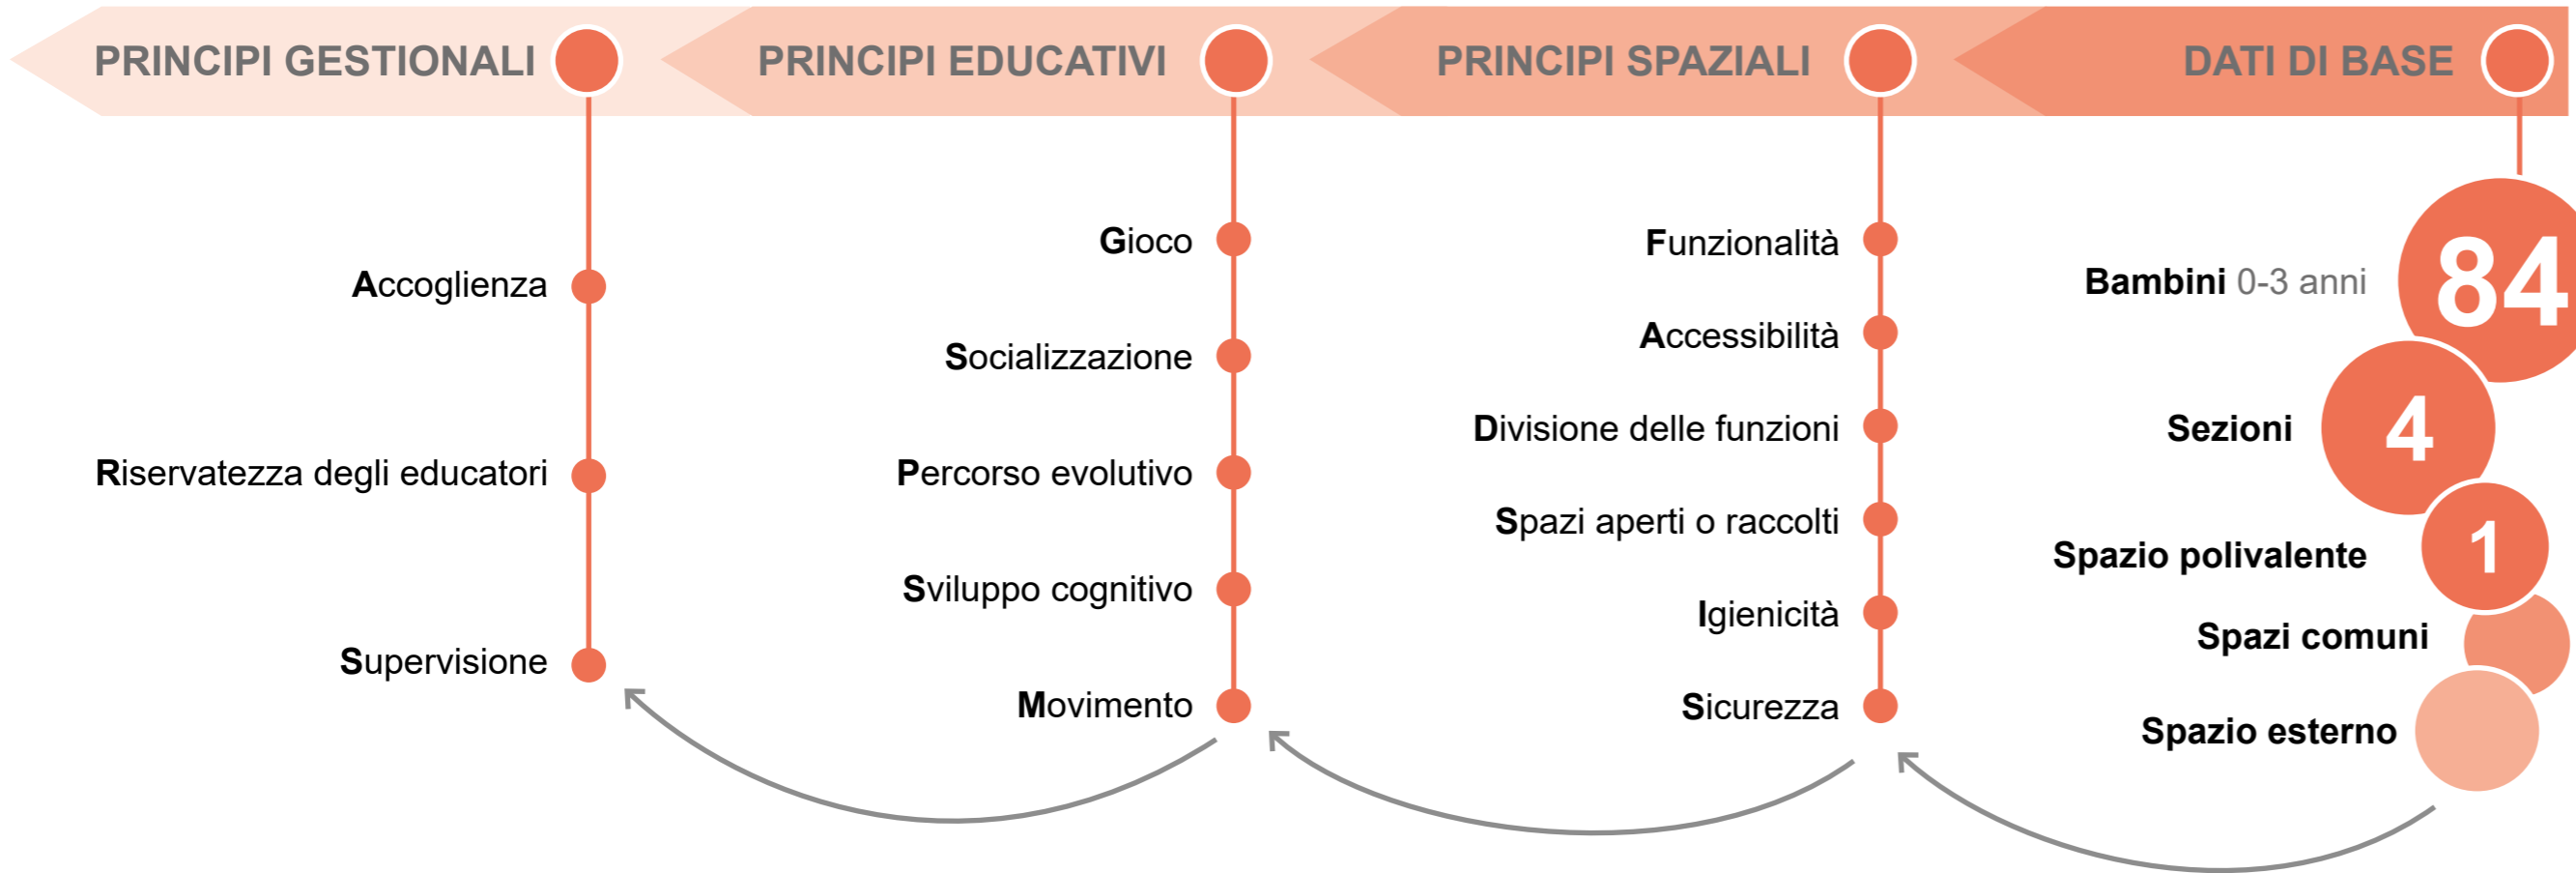 PRINCIPI GESTIONALI
Accoglienza
Riservatezza degli educatori
Supervisione
PRINCIPI EDUCATIVI
Gioco
Socializzazione
Percorso evolutivo
Sviluppo cognitivo
Movimento
PRINCIPI SPAZIALI
Funzionalità
Accessibilità
Divisione delle funzioni
Spazi aperti o raccolti
Igienicità
Sicurezza
DATI DI BASE
Bambini 0-3 anni 84
Sezioni 4
Spazio polivalente 1
Spazi comuni
Spazio esterno